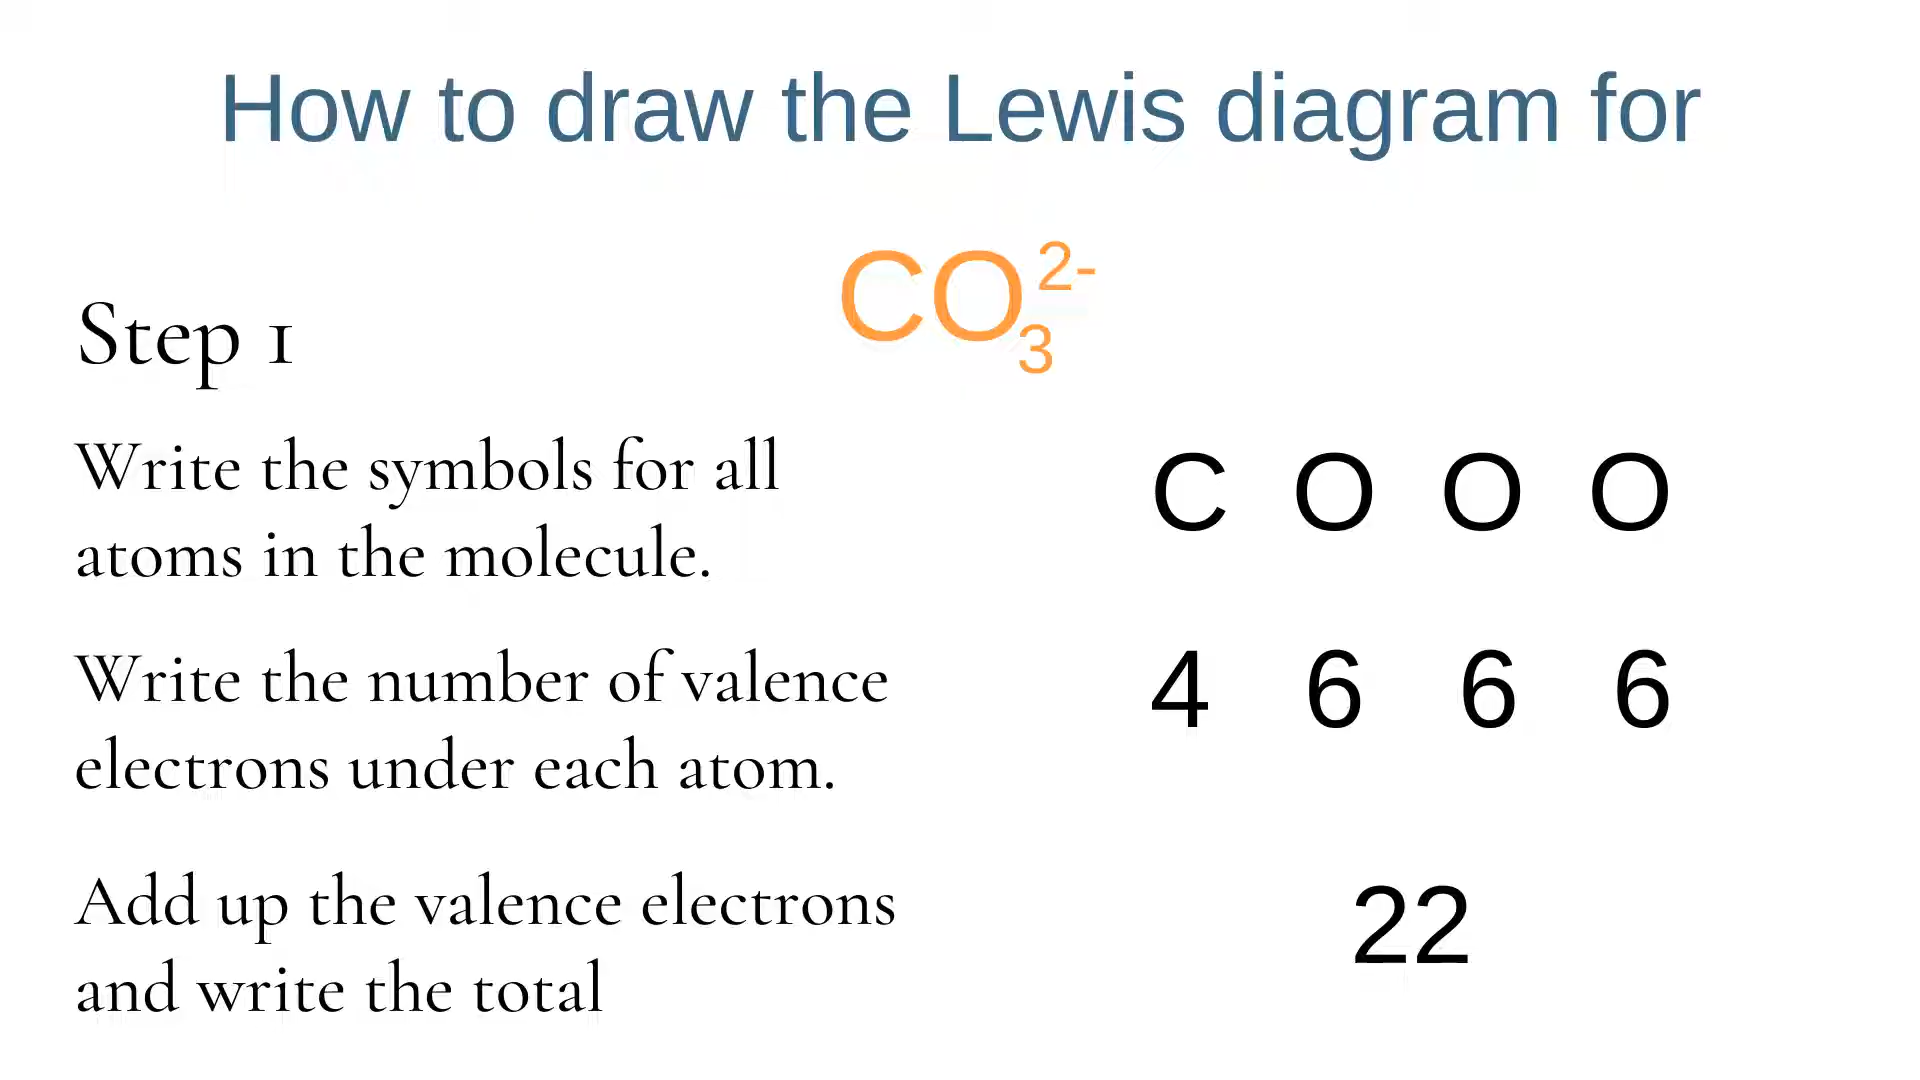 How to draw the Lewis diagram for
CO₃²⁻
Step 1
Write the symbols for all
atoms in the molecule.
C O O O
Write the number of valence
electrons under each atom.
4 6 6 6
Add up the valence electrons
and write the total
22